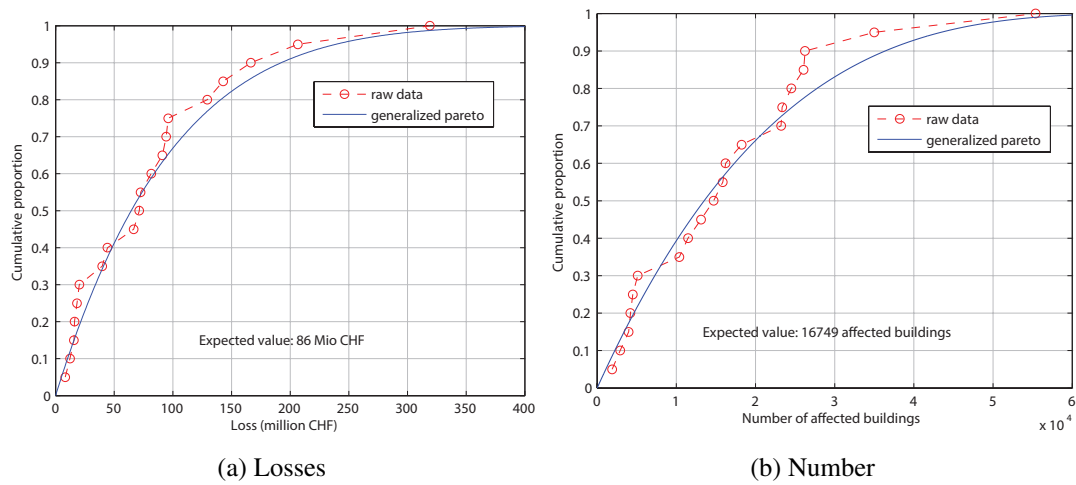 1
0.9
0.8
0.7
0.6
0.5
0.4
0.3
0.2
0.1
0
Cumulative proportion
raw data
generalized pareto
Expected value: 86 Mio CHF
0 50 100 150 200 250 300 350 400
Loss (million CHF)
(a) Losses
1
0.9
0.8
0.7
0.6
0.5
0.4
0.3
0.2
0.1
0
Cumulative proportion
raw data
generalized pareto
Expected value: 16749 affected buildings
0 1 2 3 4 5 6
Number of affected buildings
x 10^4
(b) Number